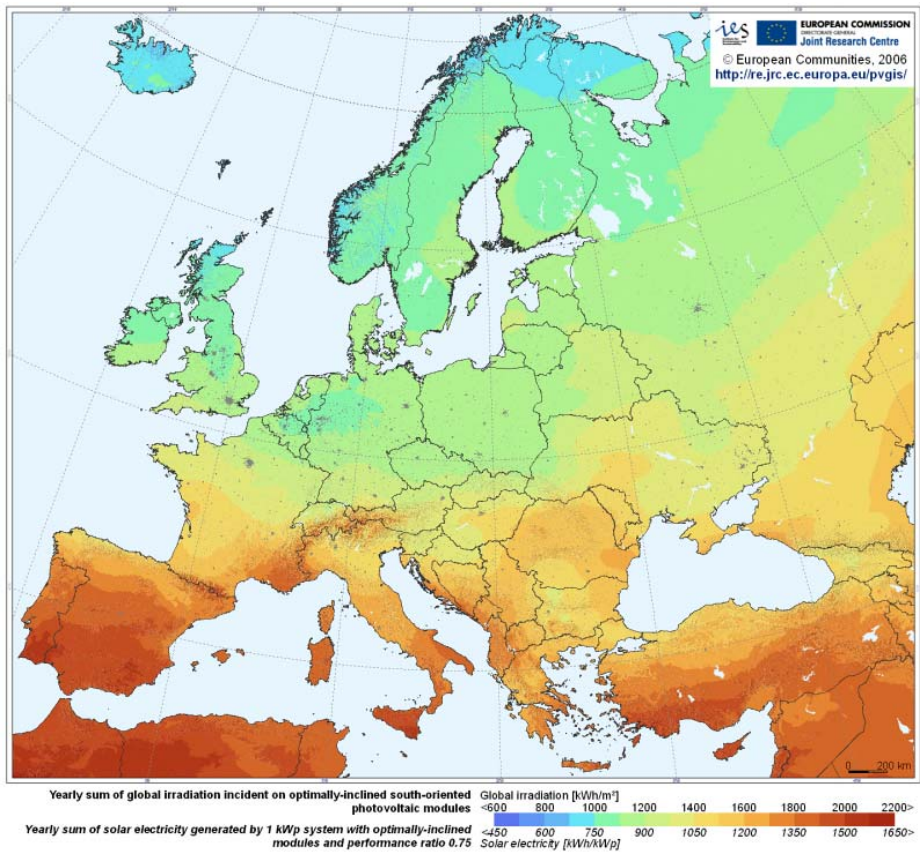 ies
EUROPEAN COMMISSION
DIRECTORATE GENERAL
Joint Research Centre
© European Communities, 2006
http://re.jrc.ec.europa.eu/pvgis/
0 200 km
Yearly sum of global irradiation incident on optimally-inclined south-oriented
photovoltaic modules
Global irradiation [kWh/m²]
<600 800 1000 1200 1400 1600 1800 2000 2200>
Yearly sum of solar electricity generated by 1 kWp system with optimally-inclined
modules and performance ratio 0.75
<450 600 750 900 1050 1200 1350 1500 1650>
Solar electricity [kWh/kWp]